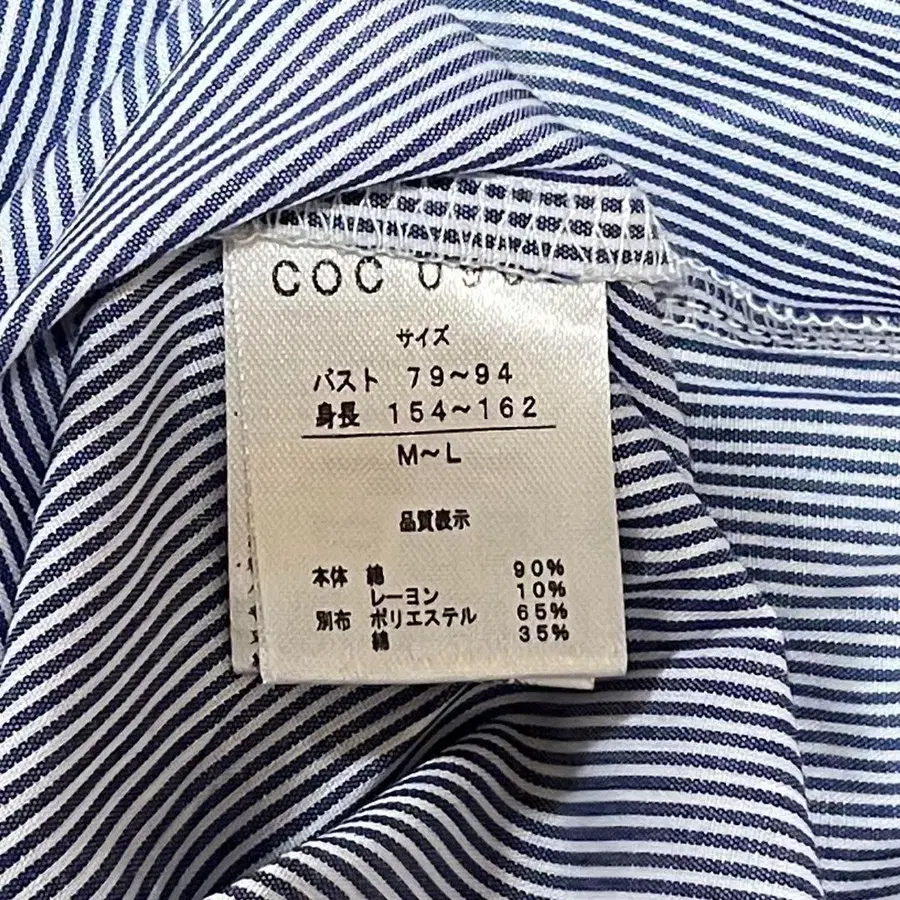 COC
サイズ
バスト 79～94
身長 154～162
M～L
品質表示
本体 綿 90%
レーヨン 10%
別布 ポリエステル 65%
綿 35%